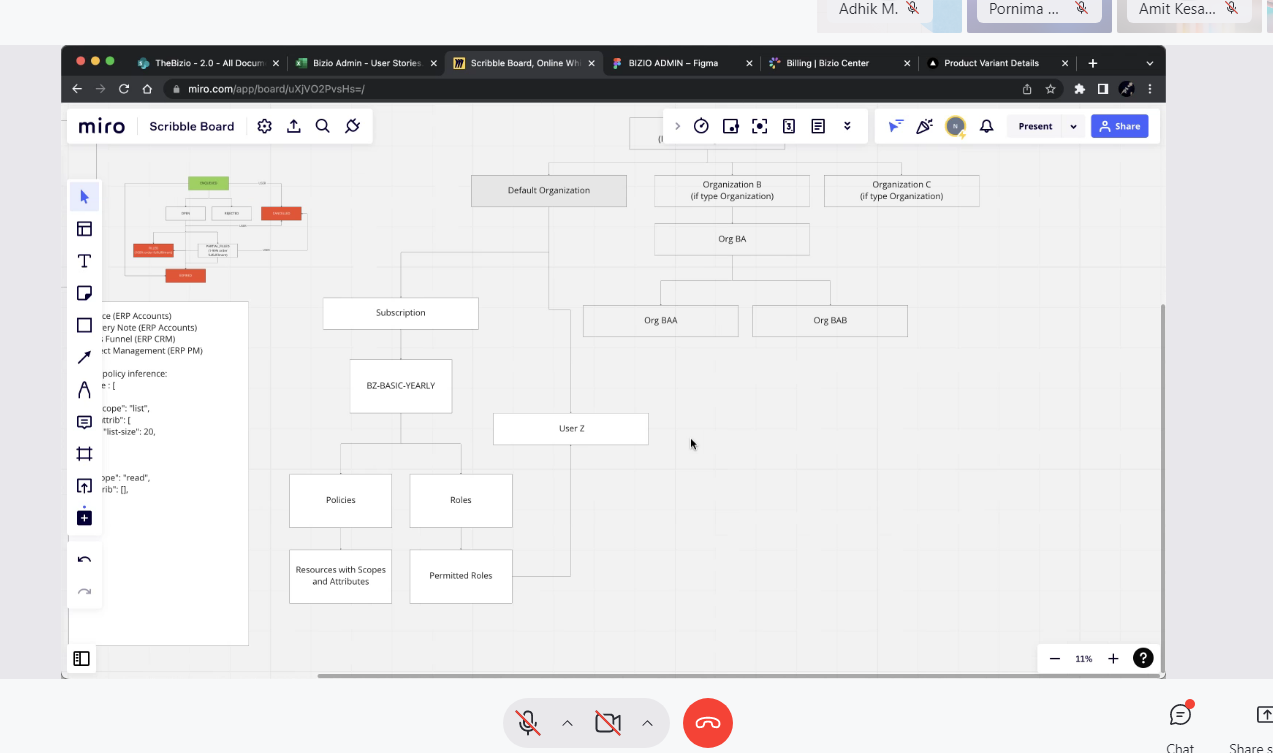 Adhik M.
Pornima ...
Amit Kesa...
TheBizio - 2.0 - All Docum
Bizio Admin - User Stories
Scribble Board, Online Whi
BIZIO ADMIN – Figma
Billing | Bizio Center
Product Variant Details
miro.com/app/board/uXjVO2PvsHs=/
miro
Scribble Board
Present
Share
Default Organization
Organization B
(if type Organization)
Organization C
(if type Organization)
Org BA
Org BAA
Org BAB
Subscription
BZ-BASIC-YEARLY
User Z
Policies
Roles
Resources with Scopes
and Attributes
Permitted Roles
ce (ERP Accounts)
ery Note (ERP Accounts)
s Funnel (ERP CRM)
ect Management (ERP PM)
policy inference:
e : [
cope": "list",
attrib": [
"list-size": 20,
ope": "read",
rib": [],
11%
Chat
Share s